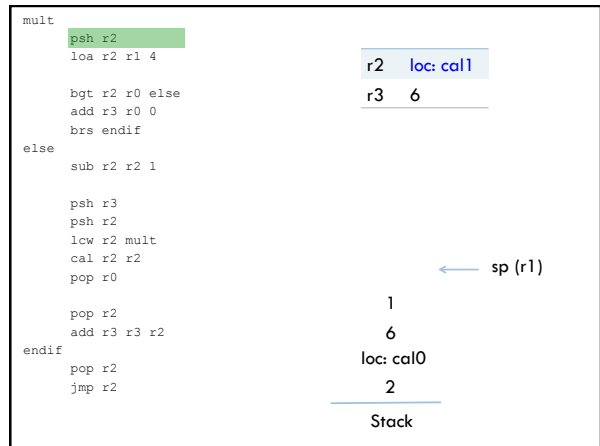 mult
psh r2
loa r2 r1 4
bgt r2 r0 else
add r3 r0 0
brs endif
else
sub r2 r2 1
psh r3
psh r2
lcw r2 mult
cal r2 r2
pop r0
pop r2
add r3 r3 r2
endif
pop r2
jmp r2
r2 loc: cal1
r3 6
sp (r1)
1
6
loc: cal0
2
Stack